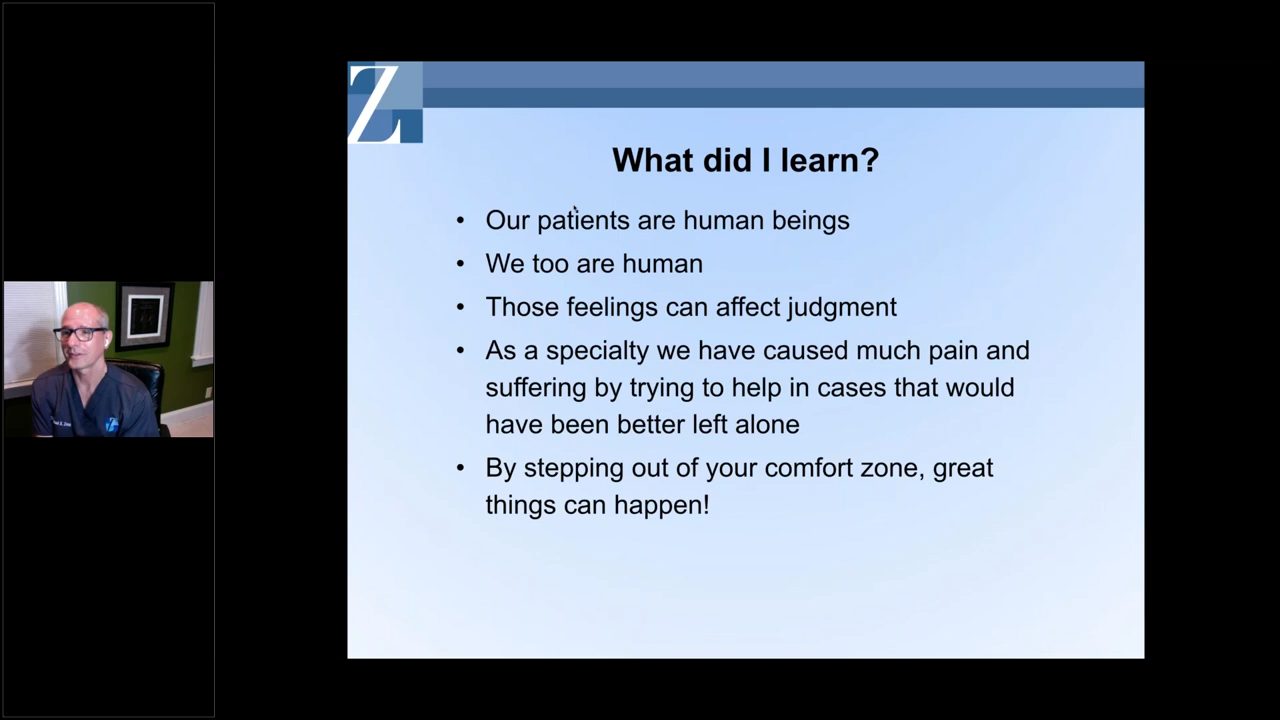 Z
What did I learn?
• Our patients are human beings
• We too are human
• Those feelings can affect judgment
• As a specialty we have caused much pain and
suffering by trying to help in cases that would
have been better left alone
• By stepping out of your comfort zone, great
things can happen!